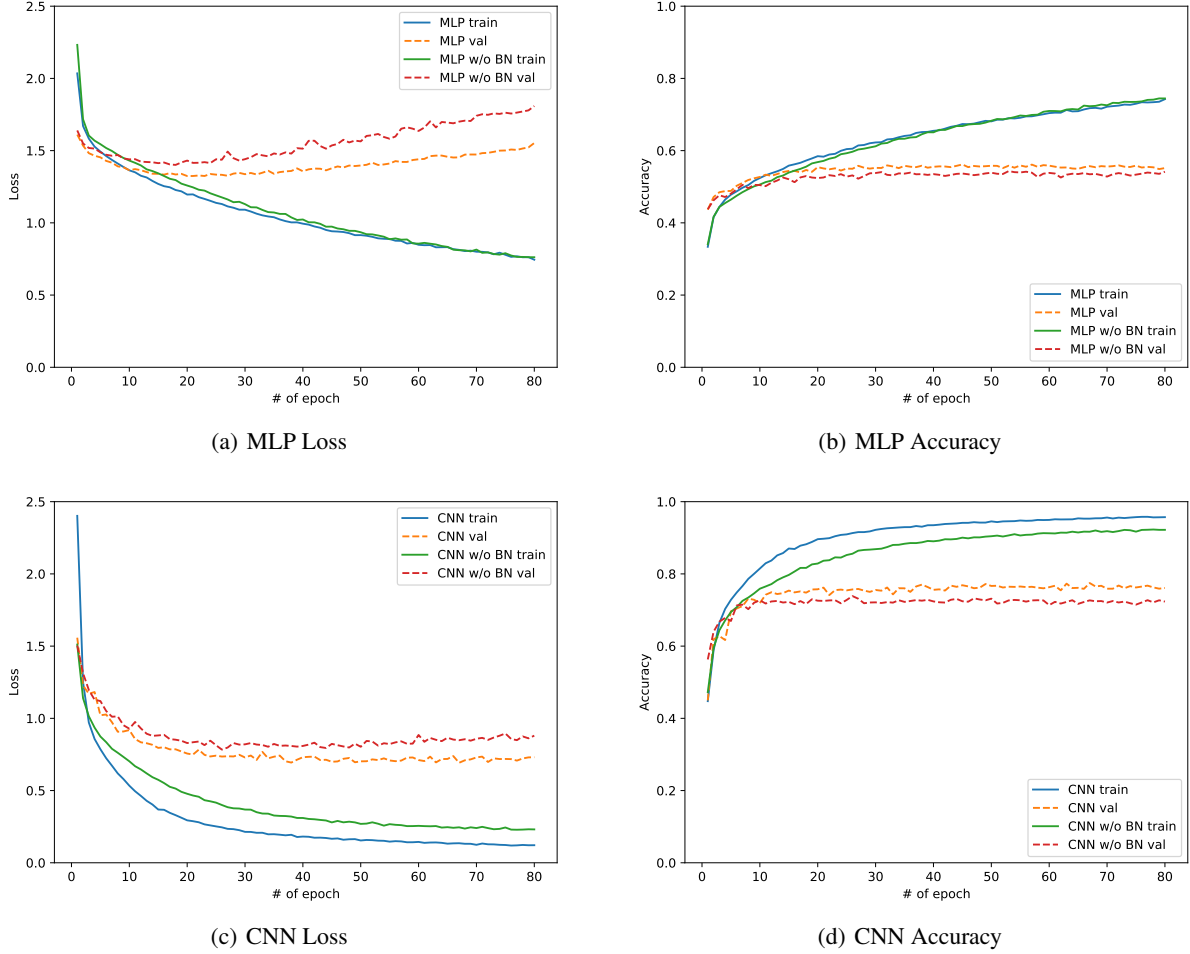 2.5
2.0
1.5
1.0
0.5
0.0
Loss
MLP train
MLP val
MLP w/o BN train
MLP w/o BN val
0 10 20 30 40 50 60 70 80
# of epoch
(a) MLP Loss
1.0
0.8
0.6
0.4
0.2
0.0
Accuracy
MLP train
MLP val
MLP w/o BN train
MLP w/o BN val
0 10 20 30 40 50 60 70 80
# of epoch
(b) MLP Accuracy
2.5
2.0
1.5
1.0
0.5
0.0
Loss
CNN train
CNN val
CNN w/o BN train
CNN w/o BN val
0 10 20 30 40 50 60 70 80
# of epoch
(c) CNN Loss
1.0
0.8
0.6
0.4
0.2
0.0
Accuracy
CNN train
CNN val
CNN w/o BN train
CNN w/o BN val
0 10 20 30 40 50 60 70 80
# of epoch
(d) CNN Accuracy